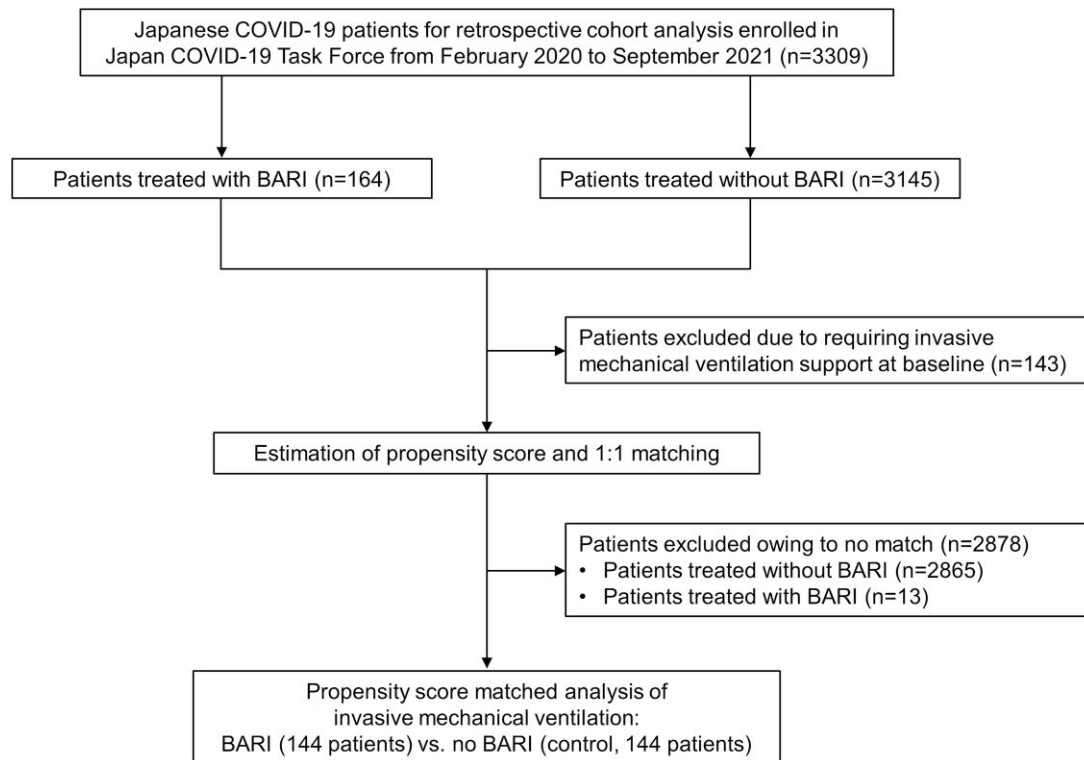 Japanese COVID-19 patients for retrospective cohort analysis enrolled in
Japan COVID-19 Task Force from February 2020 to September 2021 (n=3309)
Patients treated with BARI (n=164)
Patients treated without BARI (n=3145)
Patients excluded due to requiring invasive
mechanical ventilation support at baseline (n=143)
Estimation of propensity score and 1:1 matching
Patients excluded owing to no match (n=2878)
• Patients treated without BARI (n=2865)
• Patients treated with BARI (n=13)
Propensity score matched analysis of
invasive mechanical ventilation:
BARI (144 patients) vs. no BARI (control, 144 patients)